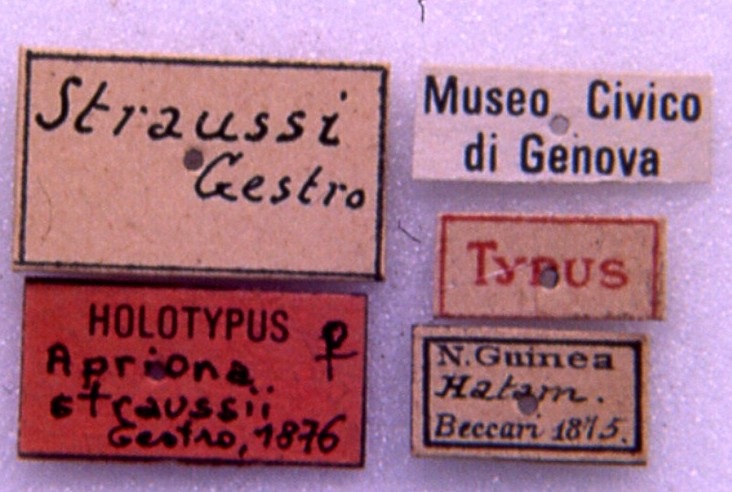 Straussi
Gestro
Museo Civico
di Genova
Typus
HOLOTYPUS ♀
Apriona
straussii
Gestro, 1876
N. Guinea
Hatam.
Beccari 1875.